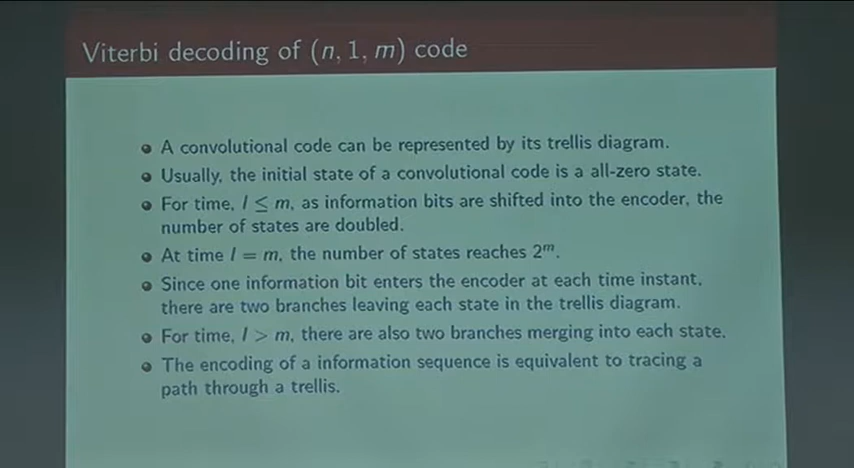 Viterbi decoding of (n, 1, m) code
A convolutional code can be represented by its trellis diagram.
Usually, the initial state of a convolutional code is a all-zero state.
For time, l ≤ m, as information bits are shifted into the encoder, the
number of states are doubled.
At time l = m, the number of states reaches 2^m.
Since one information bit enters the encoder at each time instant,
there are two branches leaving each state in the trellis diagram.
For time, l > m, there are also two branches merging into each state.
The encoding of a information sequence is equivalent to tracing a
path through a trellis.